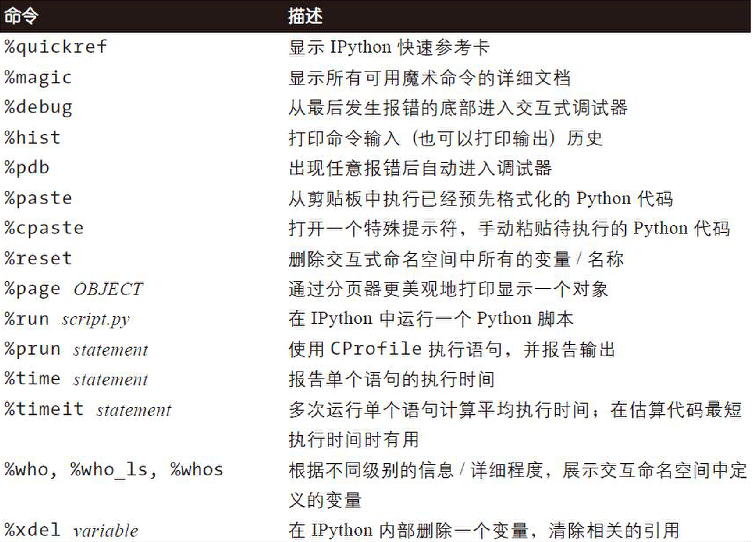 命令 描述
%quickref 显示 IPython 快速参考卡
%magic 显示所有可用魔术命令的详细文档
%debug 从最后发生报错的底部进入交互式调试器
%hist 打印命令输入（也可以打印输出）历史
%pdb 出现任意报错后自动进入调试器
%paste 从剪贴板中执行已经预先格式化的 Python 代码
%cpaste 打开一个特殊提示符，手动粘贴待执行的 Python 代码
%reset 删除交互式命名空间中所有的变量 / 名称
%page OBJECT 通过分页器更美观地打印显示一个对象
%run script.py 在 IPython 中运行一个 Python 脚本
%prun statement 使用 CProfile 执行语句，并报告输出
%time statement 报告单个语句的执行时间
%timeit statement 多次运行单个语句计算平均执行时间；在估算代码最短
执行时间时有用
%who, %who_ls, %whos 根据不同级别的信息 / 详细程度，展示交互命名空间中定
义的变量
%xdel variable 在 IPython 内部删除一个变量，清除相关的引用